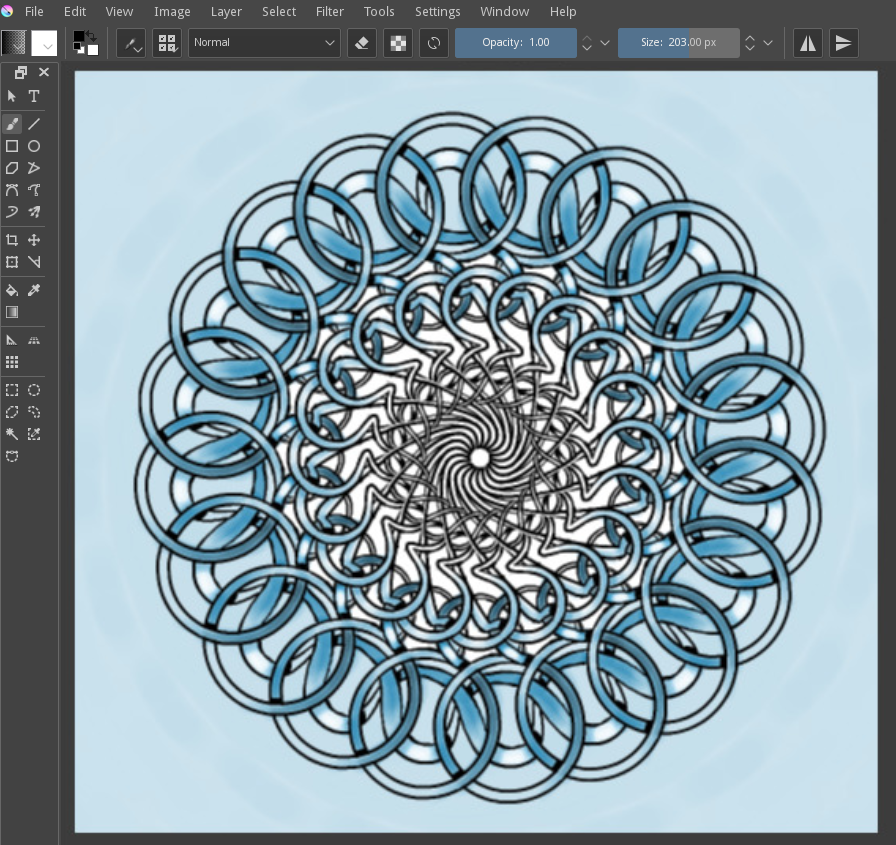 File Edit View Image Layer Select Filter Tools Settings Window Help
Normal Opacity: 1.00 Size: 203.00 px
T